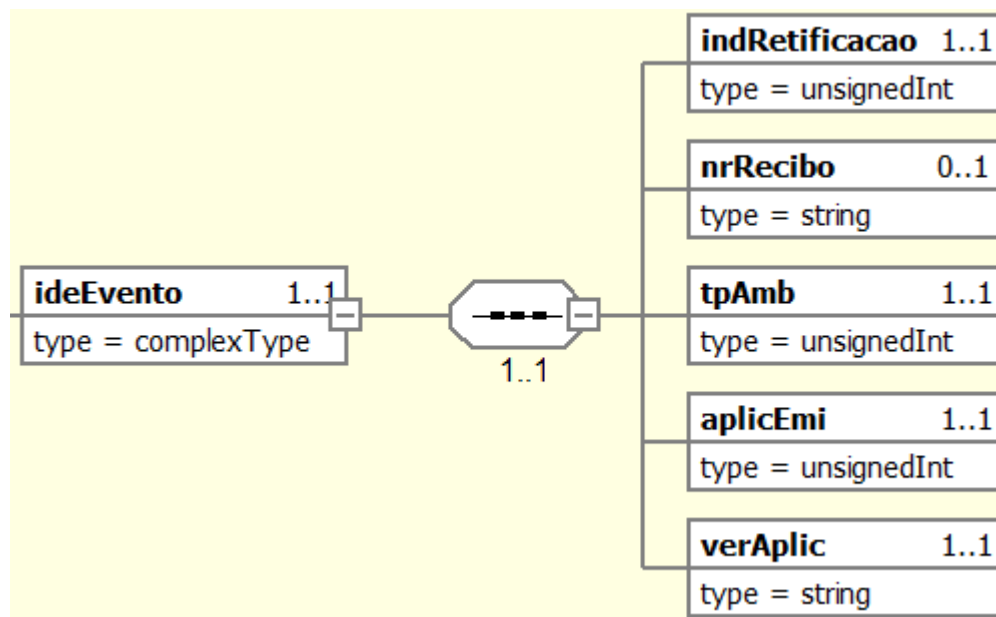 indRetificacao 1..1
type = unsignedInt
nrRecibo 0..1
type = string
ideEvento 1..1
type = complexType
1..1
tpAmb 1..1
type = unsignedInt
aplicEmi 1..1
type = unsignedInt
verAplic 1..1
type = string